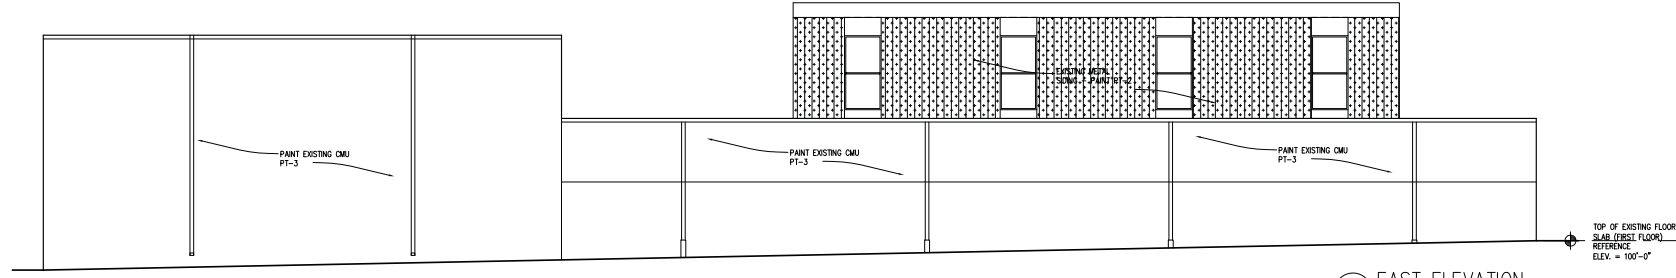 EXISTING METAL
SIDING - PAINT PT-2
PAINT EXISTING CMU
PT-3
PAINT EXISTING CMU
PT-3
PAINT EXISTING CMU
PT-3
TOP OF EXISTING FLOOR
SLAB (FIRST FLOOR)
REFERENCE
ELEV. = 100'-0"
EAST ELEVATION